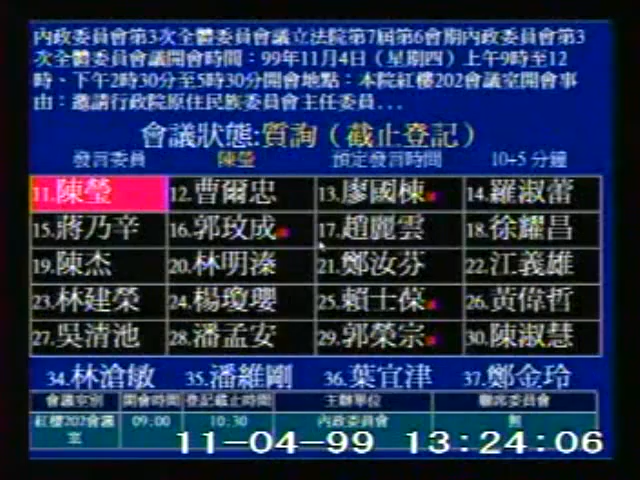 內政委員會第3次全體委員會議立法院第7屆第6會期內政委員會第3
次全體委員會議開會時間：99年11月4日（星期四）上午9時至12
時、下午2時30分至5時30分開會地點：本院紅樓202會議室開會事
由：邀請行政院原住民族委員會主任委員...
會議狀態:質詢（截止登記）
發言委員 陳瑩 預定發言時間 10+5 分鐘
11.陳瑩 12.曹爾忠 13.廖國棟 14.羅淑蕾
15.蔣乃辛 16.郭玟成 17.趙麗雲 18.徐耀昌
19.陳杰 20.林明溱 21.鄭汝芬 22.江義雄
23.林建榮 24.楊瓊瓔 25.賴士葆 26.黃偉哲
27.吳清池 28.潘孟安 29.郭榮宗 30.陳淑慧
34.林滄敏 35.潘維剛 36.葉宜津 37.鄭金玲
會議室別 開會時間 登記截止時間 主辦單位 聯席委員會
紅樓202會議室 09:00 10:30 內政委員會 無
11-04-99 13:24:06